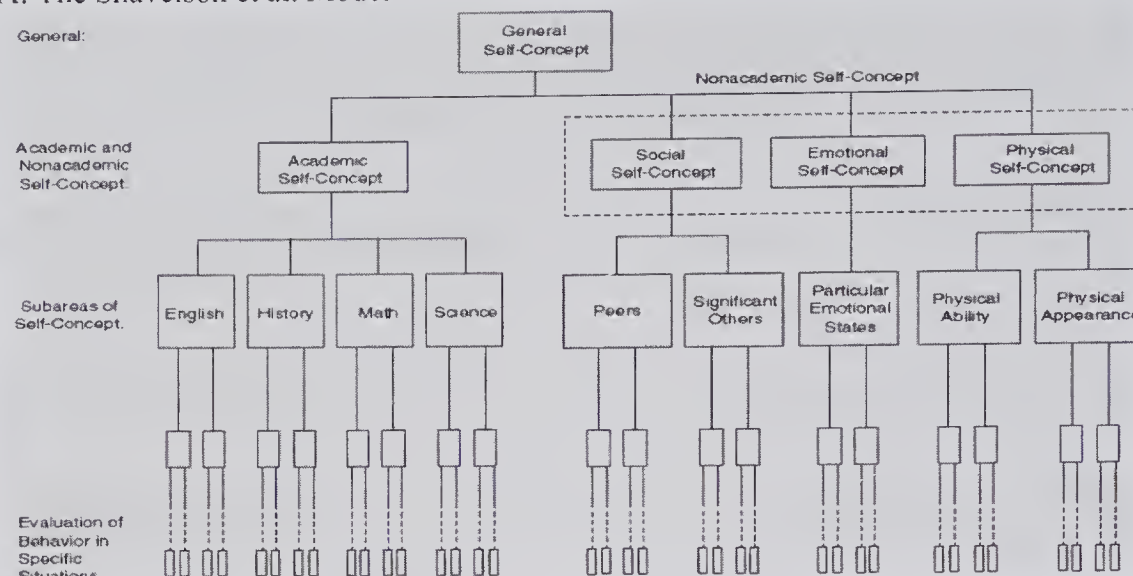 General:
General
Self-Concept
Nonacademic Self-Concept
Academic and
Nonacademic
Self-Concept.
Academic
Self-Concept
Social
Self-Concept
Emotional
Self-Concept
Physical
Self-Concept
Subareas of
Self-Concept.
English
History
Math
Science
Peers
Significant
Others
Particular
Emotional
States
Physical
Ability
Physical
Appearance
Evaluation of
Behavior in
Specific